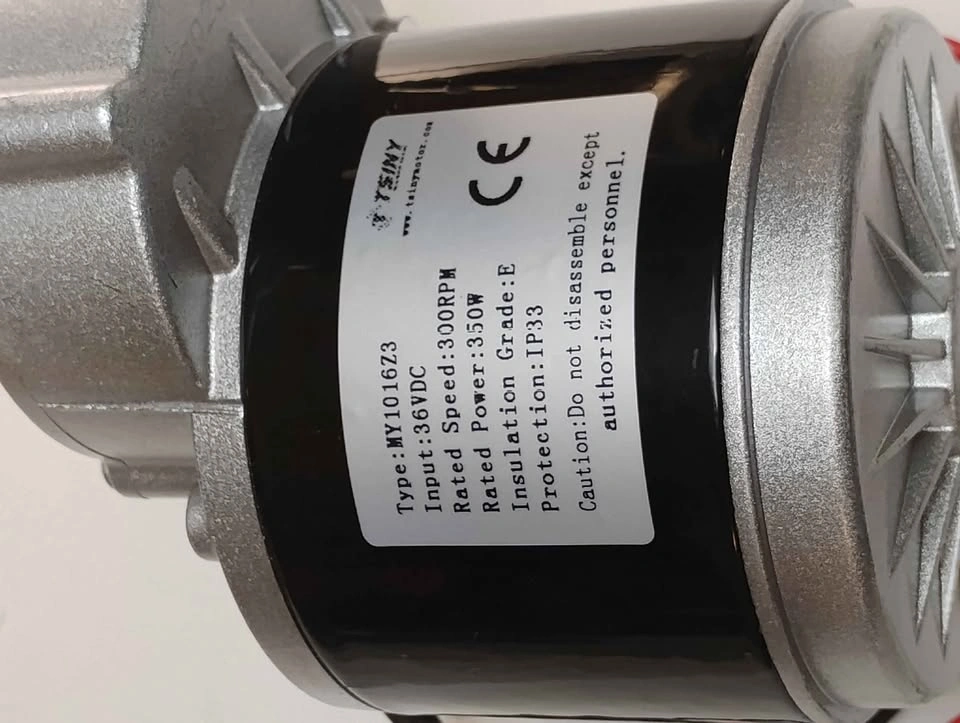 TSINY
www.tsinymotor.com
Type:MY1016Z3
Input:36VDC
Rated Speed:300RPM
Rated Power:350W
Insulation Grade:E
Protection:IP33
CE
Caution:Do not disassemble except
authorized personnel.